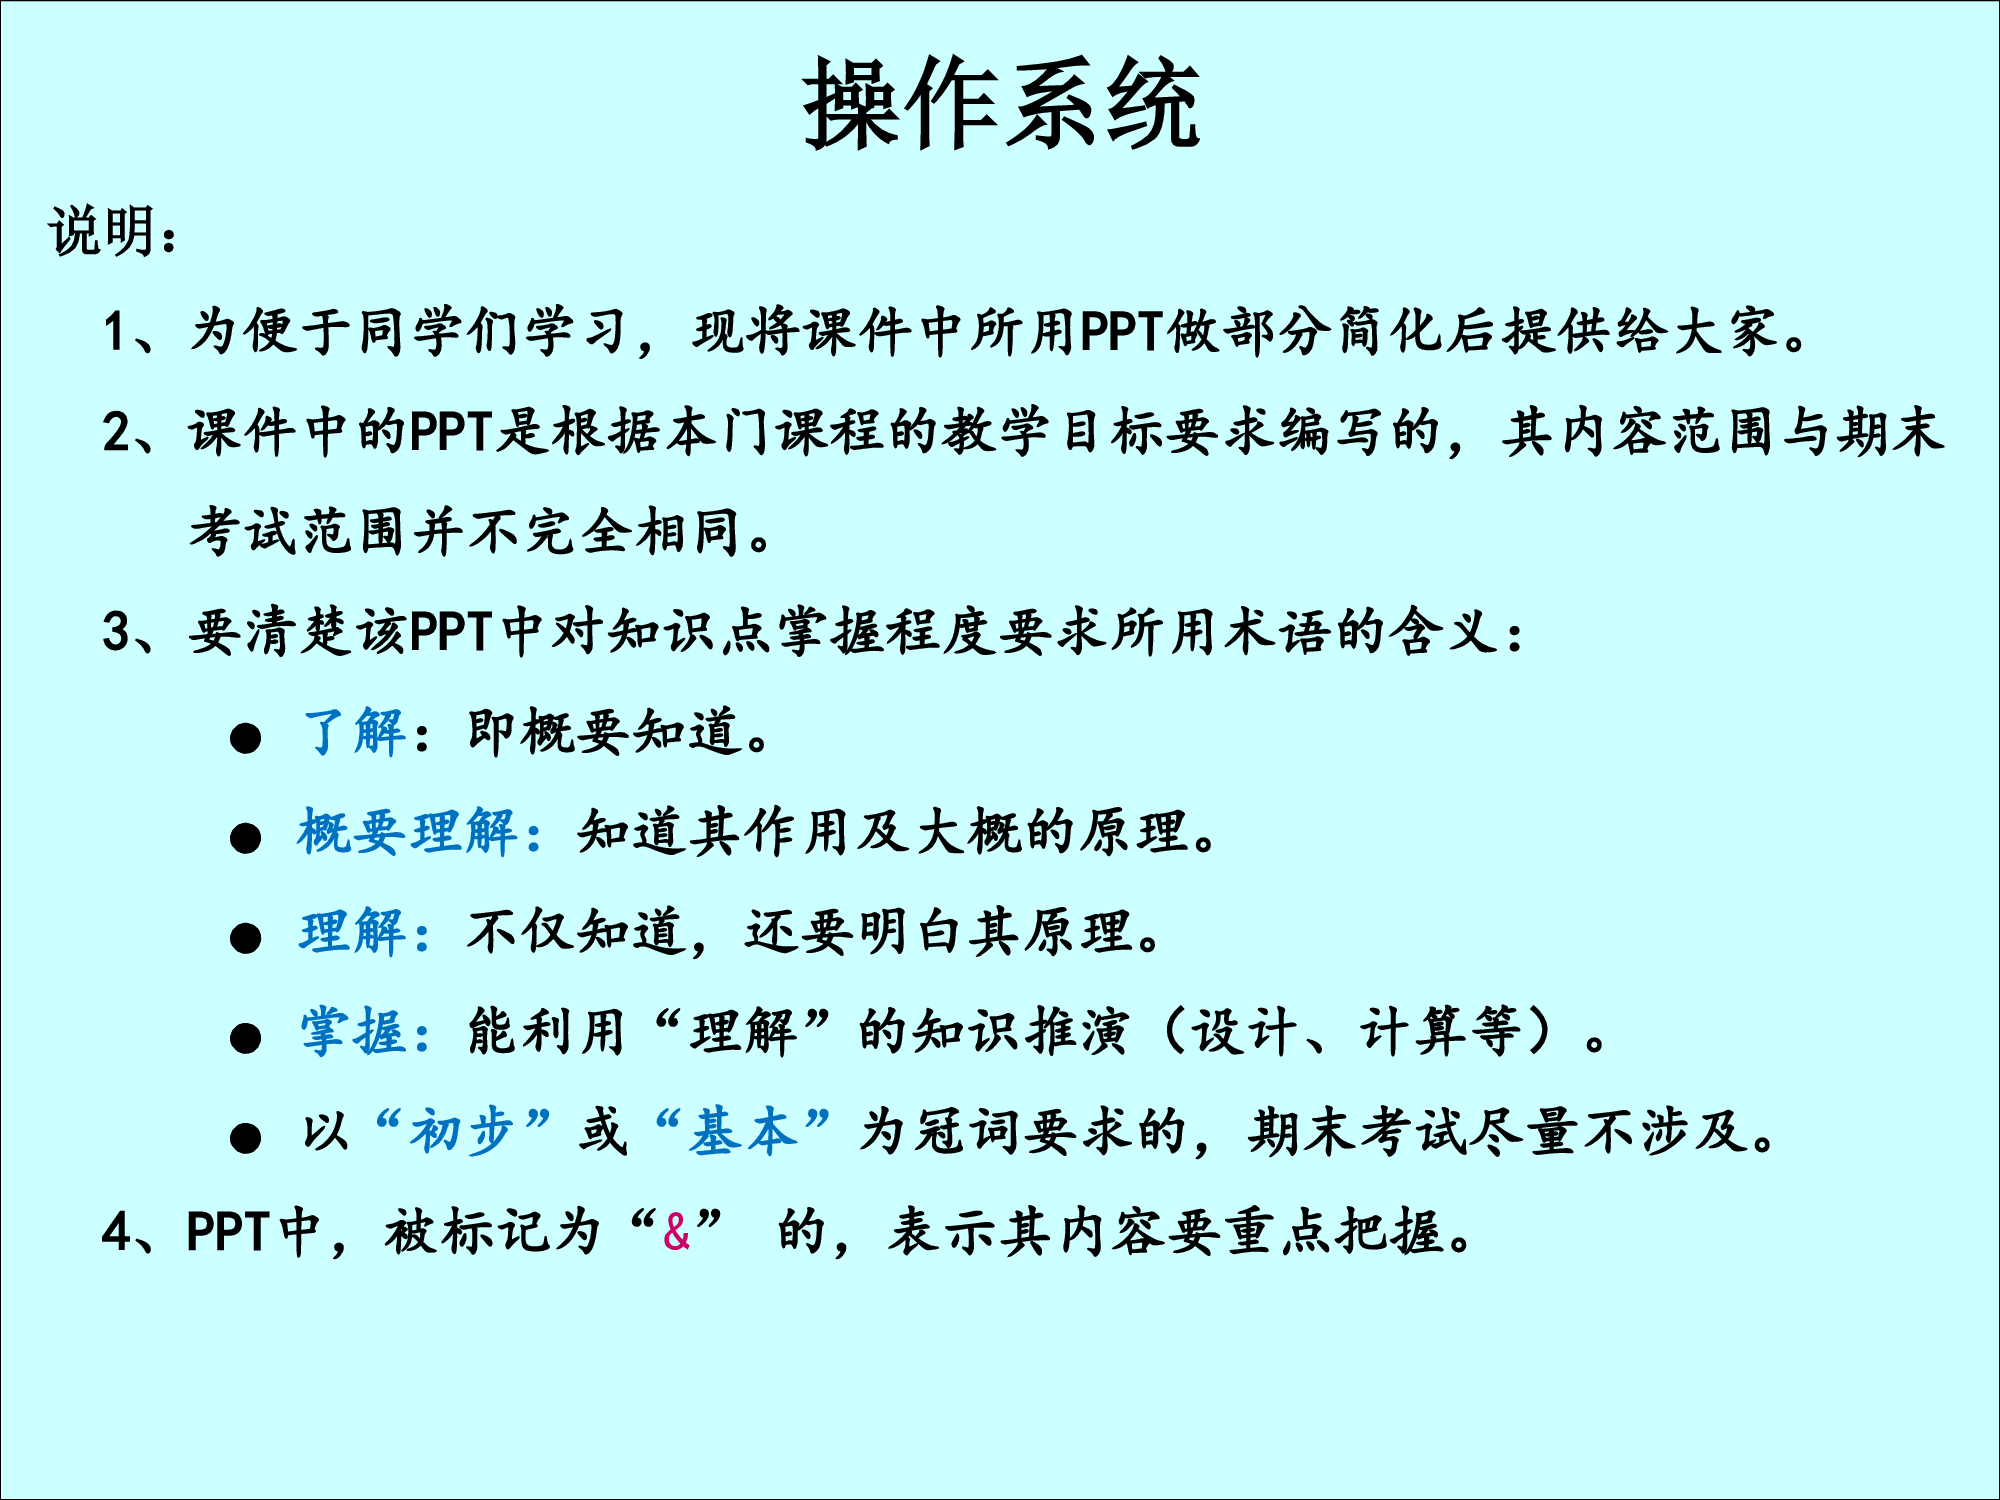 操作系统
说明：
1、为便于同学们学习，现将课件中所用PPT做部分简化后提供给大家。
2、课件中的PPT是根据本门课程的教学目标要求编写的，其内容范围与期末
考试范围并不完全相同。
3、要清楚该PPT中对知识点掌握程度要求所用术语的含义：
● 了解：即概要知道。
● 概要理解：知道其作用及大概的原理。
● 理解：不仅知道，还要明白其原理。
● 掌握：能利用“理解”的知识推演（设计、计算等）。
● 以“初步”或“基本”为冠词要求的，期末考试尽量不涉及。
4、PPT中，被标记为“&” 的，表示其内容要重点把握。